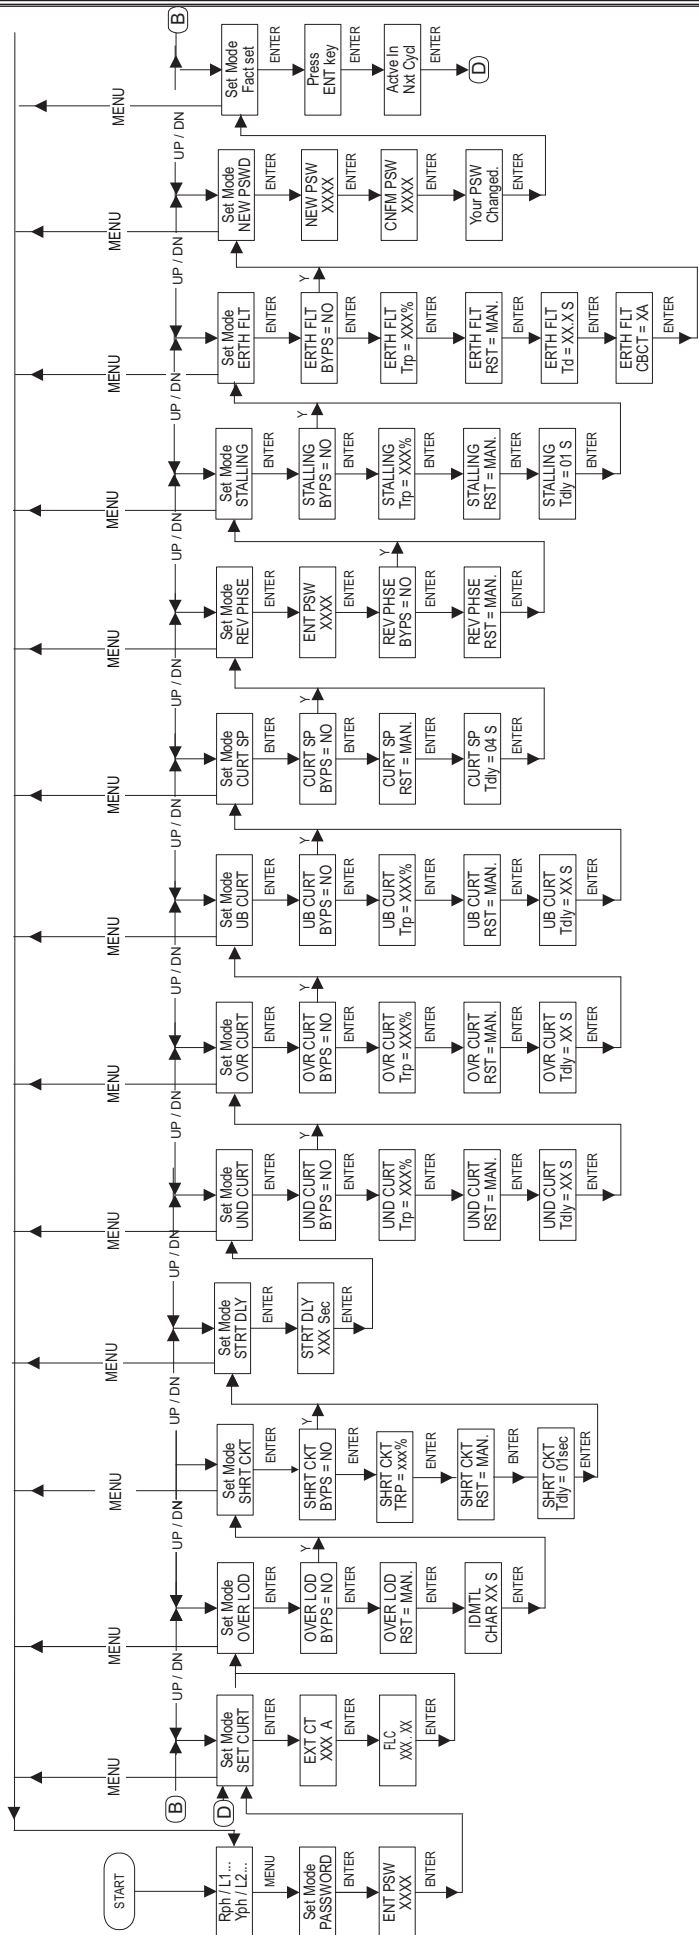 START
Rph / L1...
Yph / L2...
MENU
Set Mode
PASSWORD
ENTER
ENT PSW
XXXX
ENTER
B
D
MENU
Set Mode
SET CURT
ENTER
EXT CT
XXX A
ENTER
FLC
XXX. XX
ENTER
UP / DN
MENU
Set Mode
OVER LOD
ENTER
OVER LOD
BYPS = NO
Y
ENTER
OVER LOD
RST = MAN.
ENTER
IDMTL
CHAR XX S
ENTER
UP / DN
MENU
Set Mode
SHRT CKT
ENTER
SHRT CKT
BYPS = NO
Y
ENTER
SHRT CKT
TRP = xxx%
ENTER
SHRT CKT
RST = MAN.
ENTER
SHRT CKT
Tdly = 01sec
ENTER
UP / DN
MENU
Set Mode
STRT DLY
ENTER
STRT DLY
XXX Sec
ENTER
UP / DN
MENU
Set Mode
UND CURT
ENTER
UND CURT
BYPS = NO
Y
ENTER
UND CURT
Trp = XXX%
ENTER
UND CURT
RST = MAN.
ENTER
UND CURT
Tdly = XX S
ENTER
UP / DN
MENU
Set Mode
OVR CURT
ENTER
OVR CURT
BYPS = NO
Y
ENTER
OVR CURT
Trp = XXX%
ENTER
OVR CURT
RST = MAN.
ENTER
OVR CURT
Tdly = XX S
ENTER
UP / DN
MENU
Set Mode
UB CURT
ENTER
UB CURT
BYPS = NO
Y
ENTER
UB CURT
Trp = XXX%
ENTER
UB CURT
RST = MAN.
ENTER
UB CURT
Tdly = XX S
ENTER
UP / DN
MENU
Set Mode
CURT SP
ENTER
CURT SP
BYPS = NO
Y
ENTER
CURT SP
RST = MAN.
ENTER
CURT SP
Tdly = 04 S
ENTER
UP / DN
MENU
Set Mode
REV PHSE
ENTER
ENT PSW
XXXX
ENTER
REV PHSE
BYPS = NO
Y
ENTER
REV PHSE
RST = MAN.
ENTER
UP / DN
MENU
Set Mode
STALLING
ENTER
STALLING
BYPS = NO
Y
ENTER
STALLING
Trp = XXX%
ENTER
STALLING
RST = MAN.
ENTER
STALLING
Tdly = 01 S
ENTER
UP / DN
MENU
Set Mode
ERTH FLT
ENTER
ERTH FLT
BYPS = NO
Y
ENTER
ERTH FLT
Trp = XXX%
ENTER
ERTH FLT
RST = MAN.
ENTER
ERTH FLT
Td = XX.X S
ENTER
ERTH FLT
CBCT = XA
ENTER
UP / DN
MENU
Set Mode
NEW PSWD
ENTER
NEW PSW
XXXX
ENTER
CNFM PSW
XXXX
ENTER
Your PSW
Changed.
ENTER
UP / DN
MENU
Set Mode
Fact set
ENTER
Press
ENT key
ENTER
Actve In
Nxt Cycl
ENTER
D
B